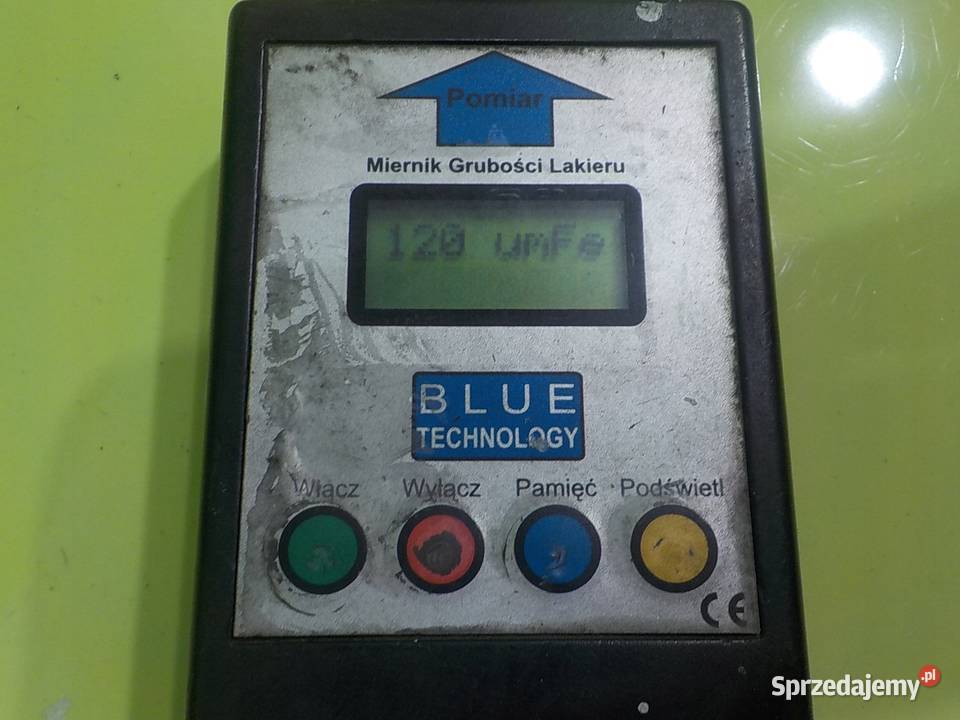 Pomiar
Miernik Grubości Lakieru
120 umFe
BLUE
TECHNOLOGY
Włącz Wyłącz Pamięć Podświetl
CE
Sprzedajemy.pl